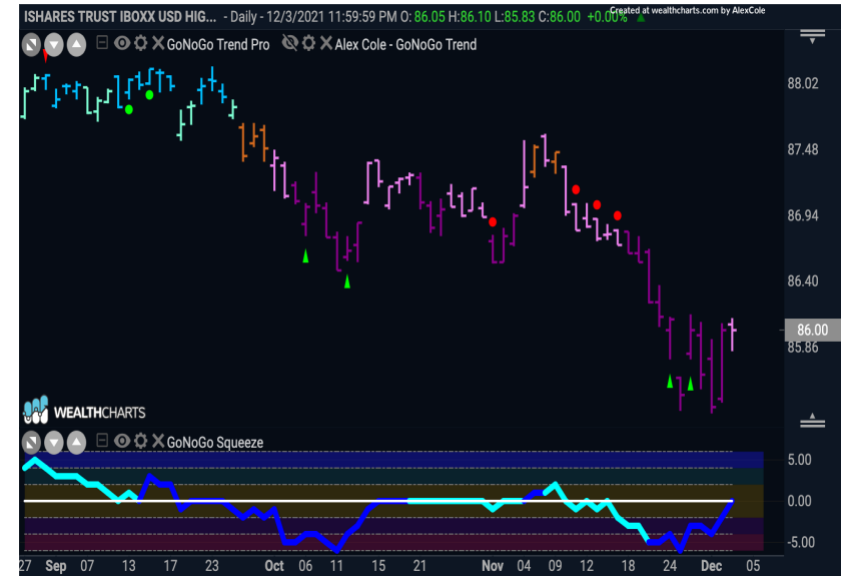 Created at wealthcharts.com by AlexCole
ISHARES TRUST IBOXX USD HIG... - Daily - 12/3/2021 11:59:59 PM O: 86.05 H: 86.10 L: 85.83 C: 86.00 +0.00%
GoNoGo Trend Pro Alex Cole - GoNoGo Trend
88.02
87.48
86.94
86.40
86.00
85.86
WEALTHCHARTS
GoNoGo Squeeze
5.00
0.00
-5.00
27 Sep 07 13 17 23 Oct 06 11 15 21 Nov 04 09 12 18 24 Dec 05